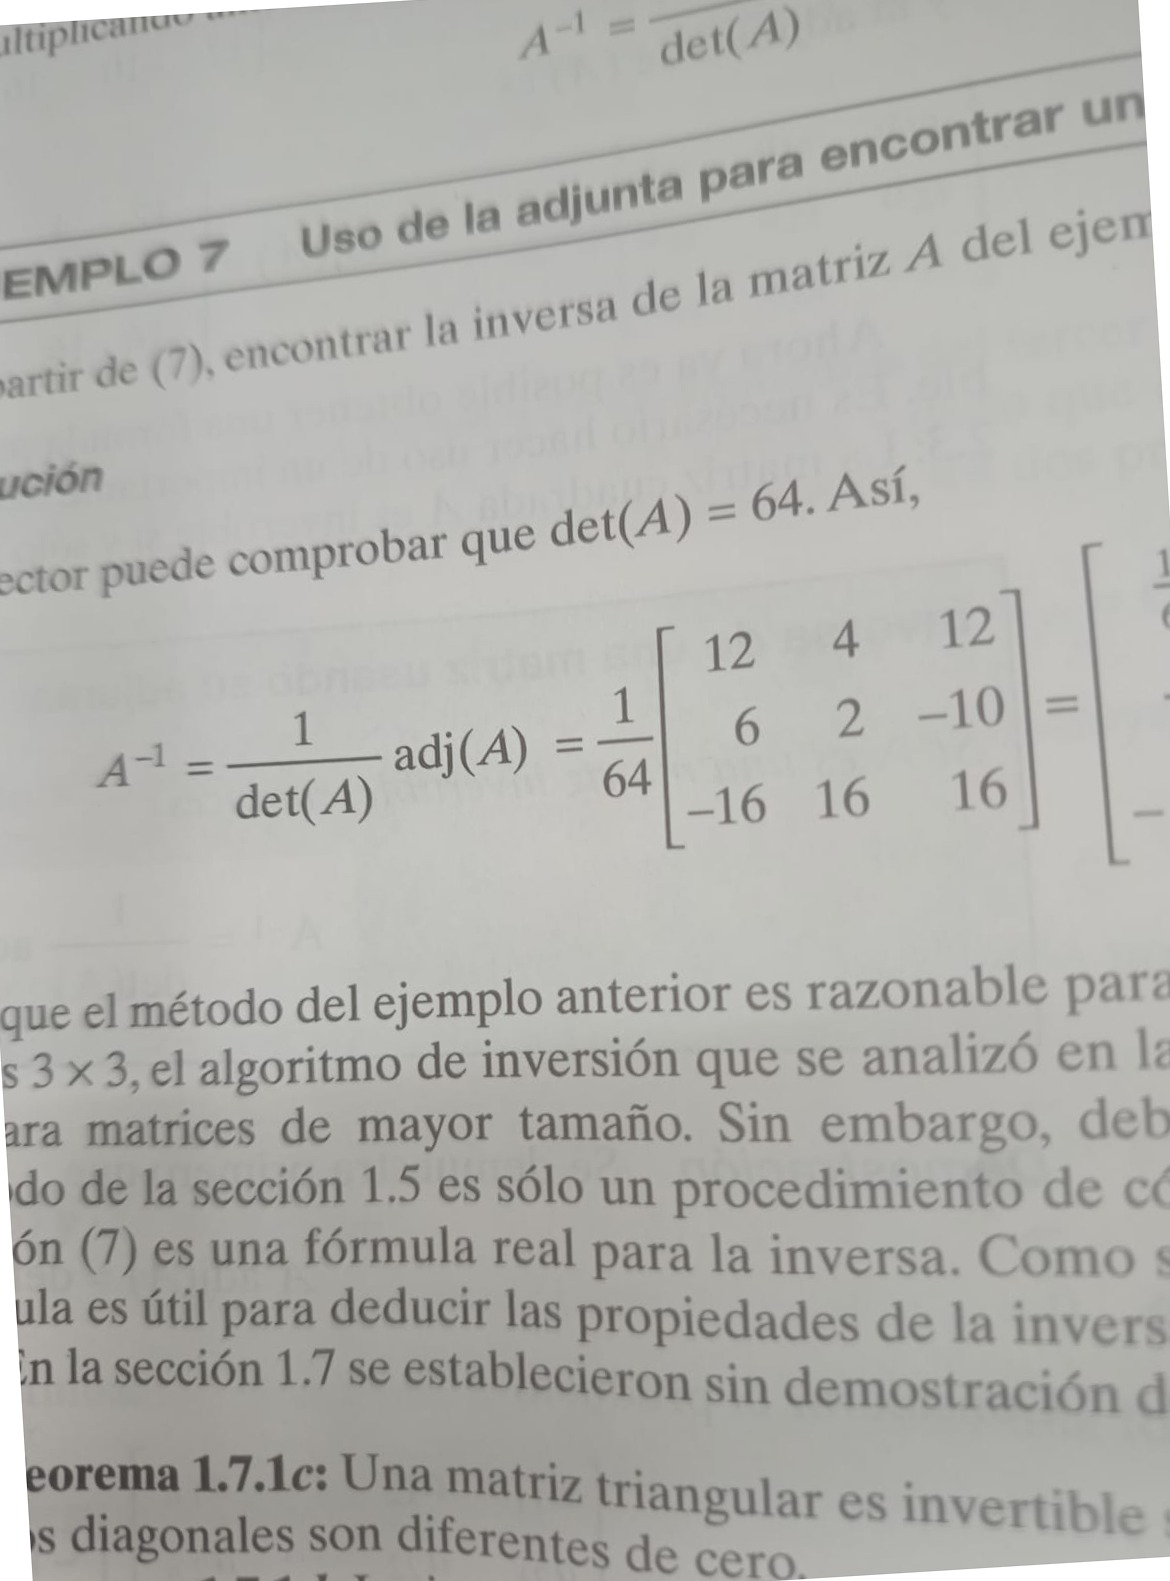 A⁻¹ = ――― det(A)
EMPLO 7 Uso de la adjunta para encontrar un
partir de (7), encontrar la inversa de la matriz A del ejem
ución
ector puede comprobar que det(A) = 64. Así,
A⁻¹ = 1/det(A) adj(A) = 1/64 [ 12 4 12
6 2 –10
–16 16 16 ] = [
que el método del ejemplo anterior es razonable para
s 3 × 3, el algoritmo de inversión que se analizó en la
ara matrices de mayor tamaño. Sin embargo, deb
do de la sección 1.5 es sólo un procedimiento de có
ón (7) es una fórmula real para la inversa. Como s
ula es útil para deducir las propiedades de la invers
En la sección 1.7 se establecieron sin demostración d
eorema 1.7.1c: Una matriz triangular es invertible
os diagonales son diferentes de cero.